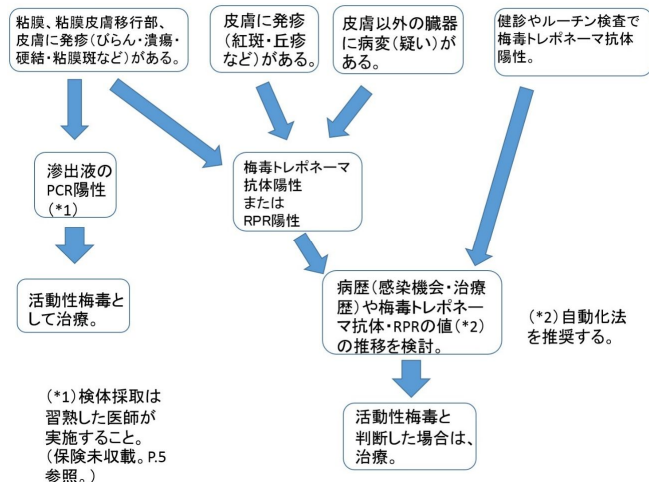 粘膜、粘膜皮膚移行部、
皮膚に発疹(びらん・潰瘍・
硬結・粘膜斑など)がある。
皮膚に発疹
(紅斑・丘疹
など)がある。
皮膚以外の臓器
に病変(疑い)が
ある。
健診やルーチン検査で
梅毒トレポネーマ抗体
陽性。
滲出液の
PCR陽性
(*1)
梅毒トレポネーマ
抗体陽性
または
RPR陽性
活動性梅毒と
して治療。
病歴(感染機会・治療
歴)や梅毒トレポネー
マ抗体・RPRの値(*2)
の推移を検討。
(*2)自動化法
を推奨する。
(*1)検体採取は
習熟した医師が
実施すること。
(保険未収載。P.5
参照。)
活動性梅毒と
判断した場合は、
治療。